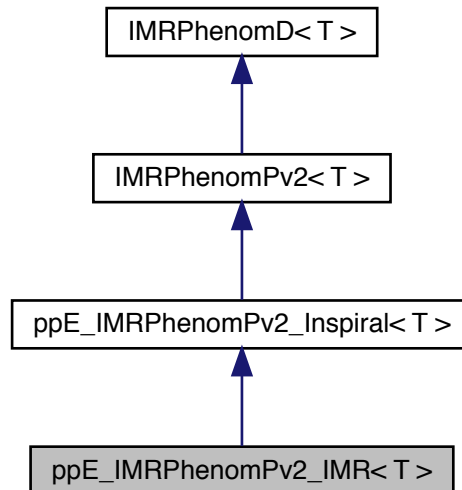 IMRPhenomD< T >
IMRPhenomPv2< T >
ppE_IMRPhenomPv2_Inspiral< T >
ppE_IMRPhenomPv2_IMR< T >